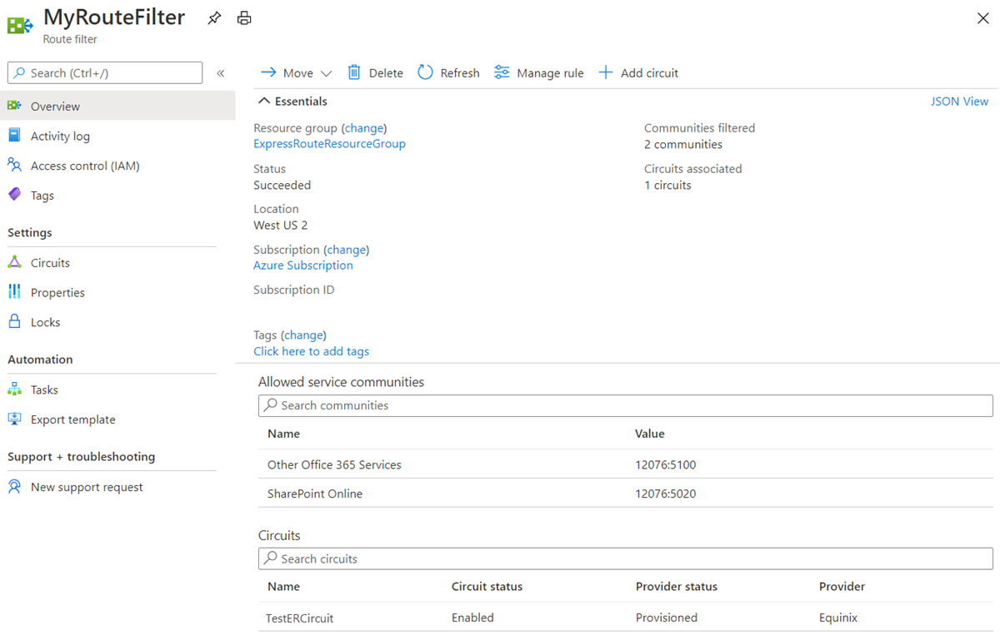 MyRouteFilter
Route filter
Search (Ctrl+/)
«
Overview
Activity log
Access control (IAM)
Tags
Settings
Circuits
Properties
Locks
Automation
Tasks
Export template
Support + troubleshooting
New support request
Move Delete Refresh Manage rule Add circuit
Essentials JSON View
Resource group (change)
ExpressRouteResourceGroup
Status
Succeeded
Location
West US 2
Subscription (change)
Azure Subscription
Subscription ID
Tags (change)
Click here to add tags
Communities filtered
2 communities
Circuits associated
1 circuits
Allowed service communities
Search communities
Name Value
Other Office 365 Services 12076:5100
SharePoint Online 12076:5020
Circuits
Search circuits
Name Circuit status Provider status Provider
TestERCircuit Enabled Provisioned Equinix